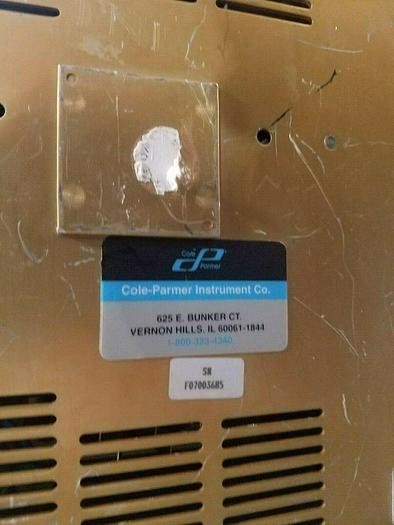 Cole
Parmer
Cole-Parmer Instrument Co.
625 E. BUNKER CT.
VERNON HILLS, IL 60061-1844
1-800-323-4340
SN
F07003685